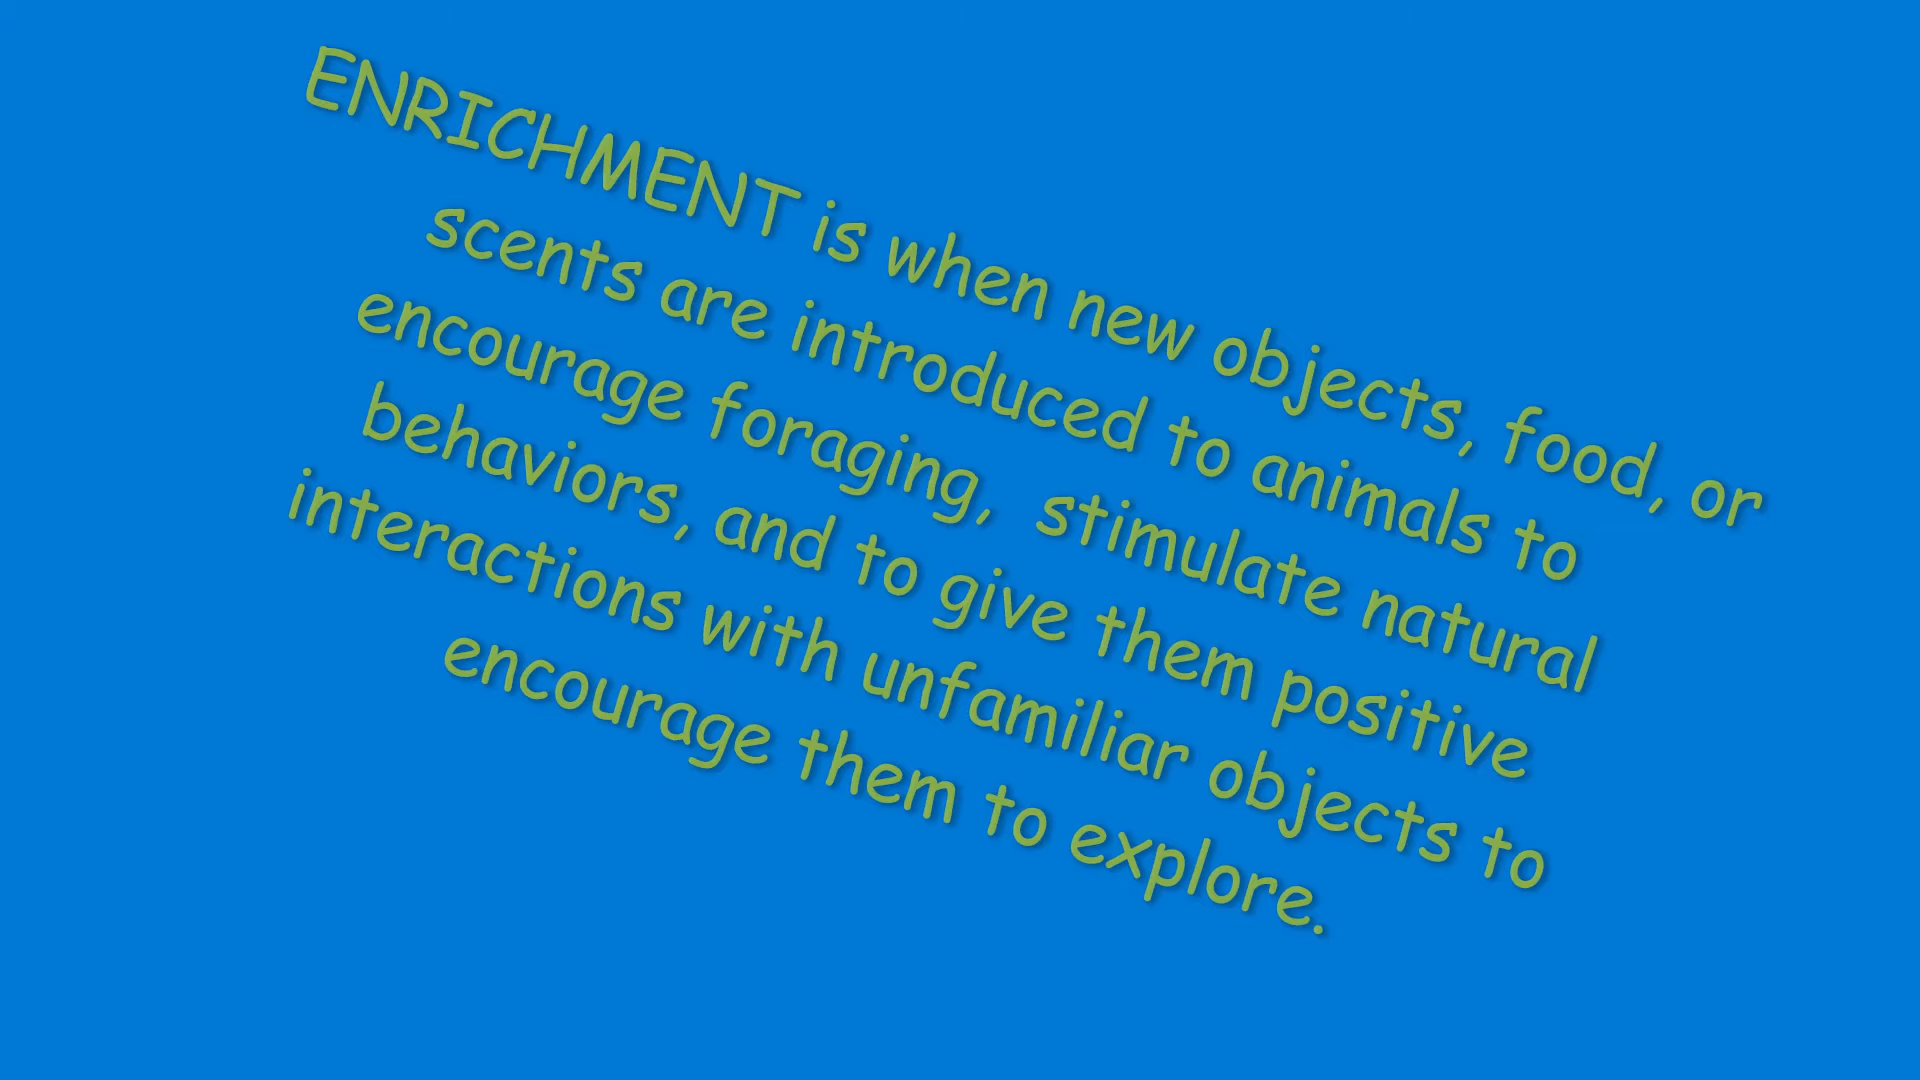 ENRICHMENT is when new objects, food, or
scents are introduced to animals to
encourage foraging,  stimulate natural
behaviors, and to give them positive
interactions with unfamiliar objects to
encourage them to explore.